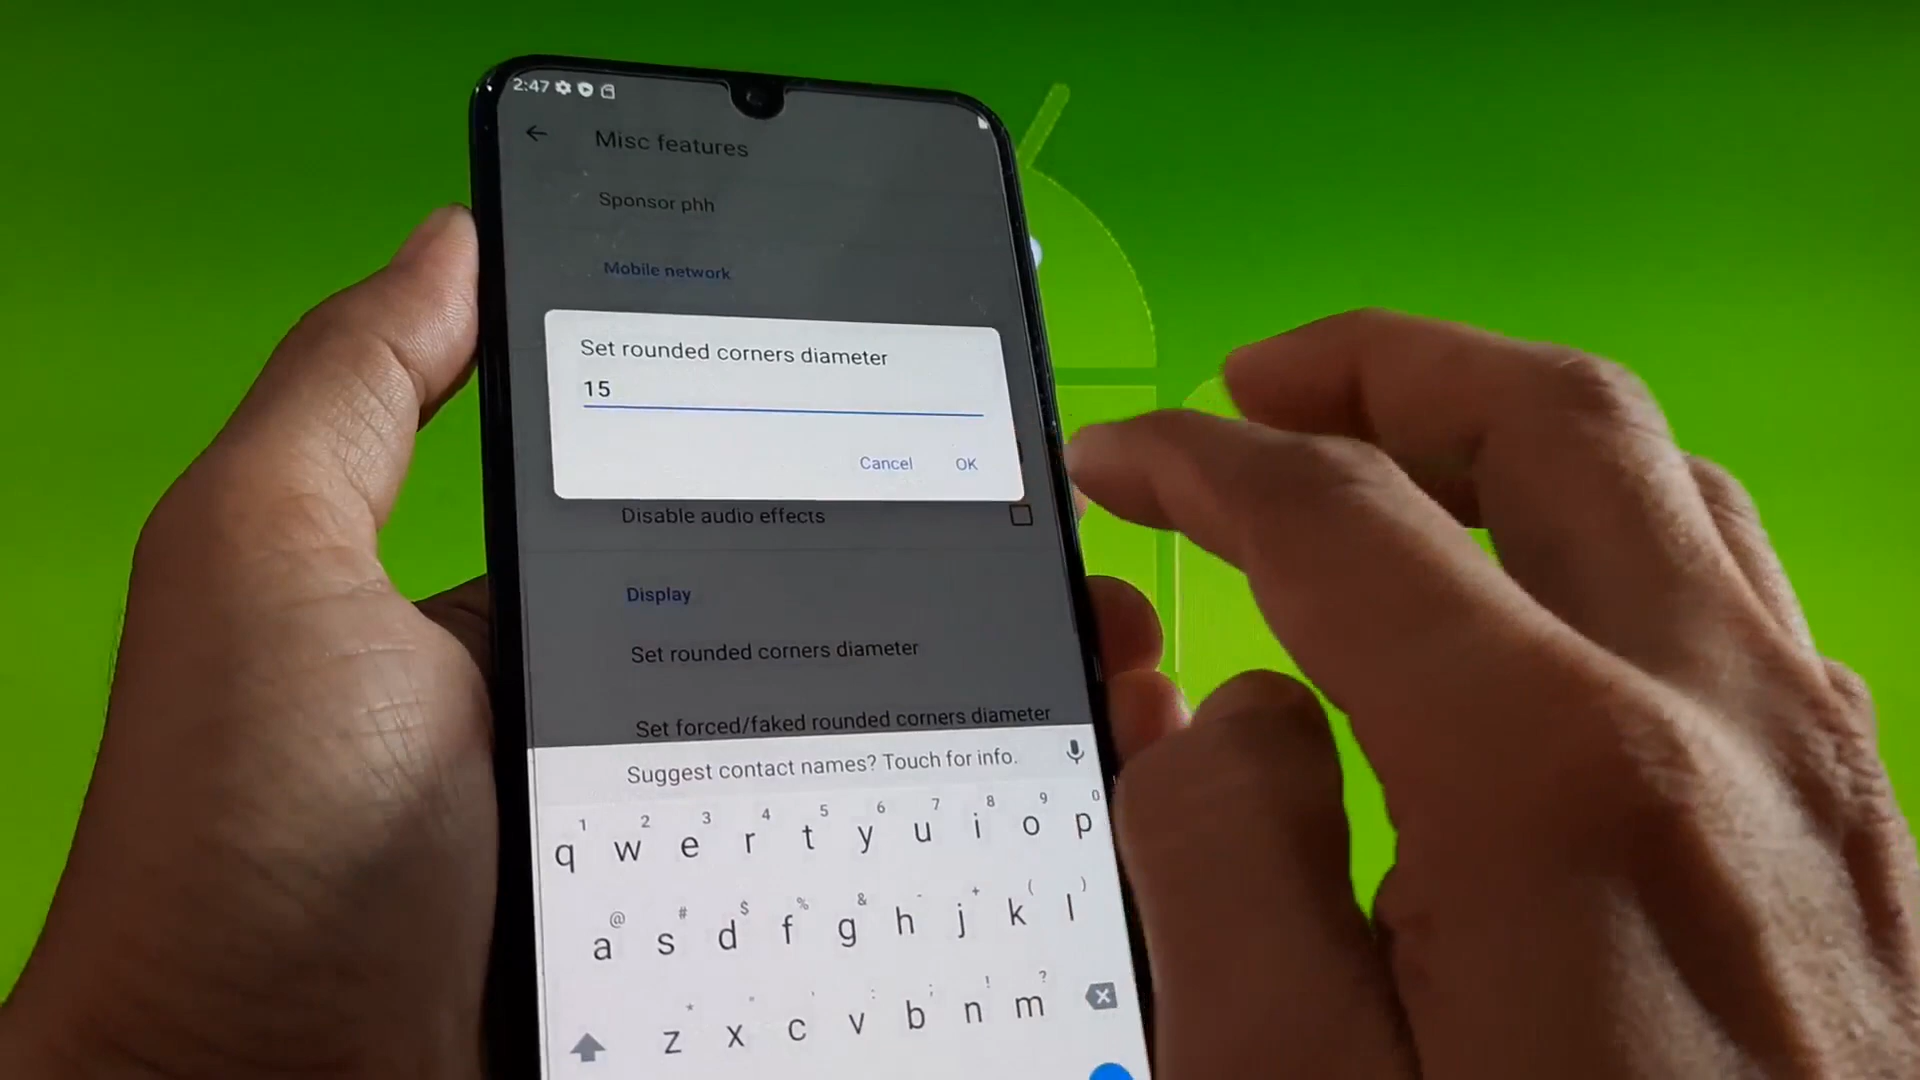 2:47
Misc features
Sponsor phh
Mobile network
Set rounded corners diameter
15
Cancel OK
Disable audio effects
Display
Set rounded corners diameter
Set forced/faked rounded corners diameter
Suggest contact names? Touch for info.
1 2 3 4 5 6 7 8 9 0
q w e r t y u i o p
@ # $ % & - + ( )
a s d f g h j k l
* " ' : ; ! ?
z x c v b n m